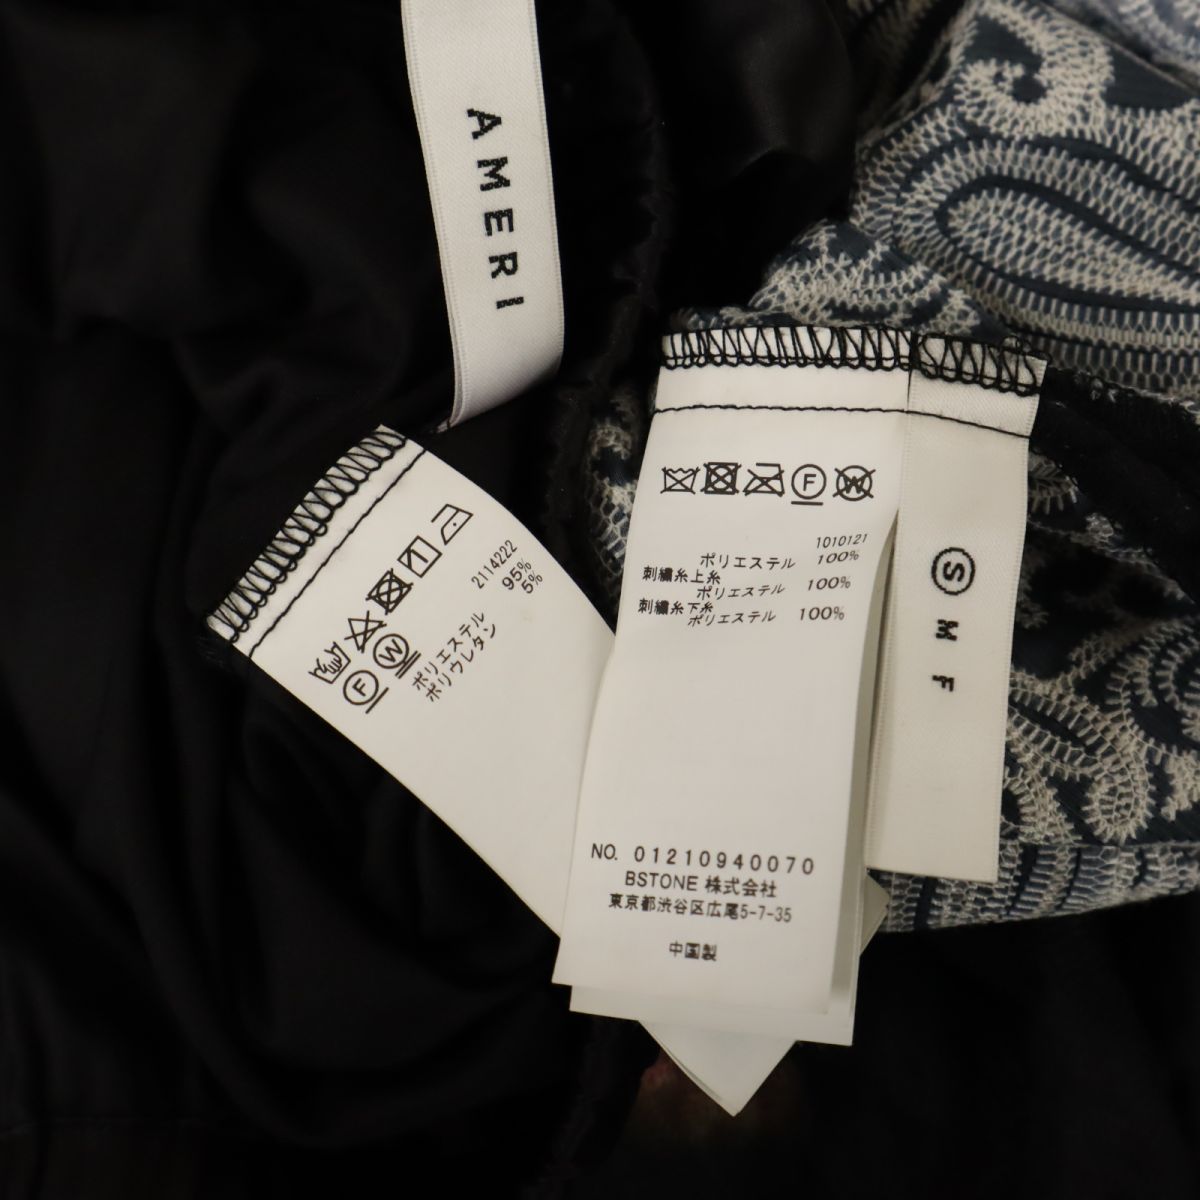 AMERI
2114222
ポリエステル 95%
ポリウレタン 5%
F
W
F
W
1010121
ポリエステル 100%
刺繍糸上糸
ポリエステル 100%
刺繍糸下糸
ポリエステル 100%
NO. 01210940070
BSTONE 株式会社
東京都渋谷区広尾5-7-35
中国製
S
M
F